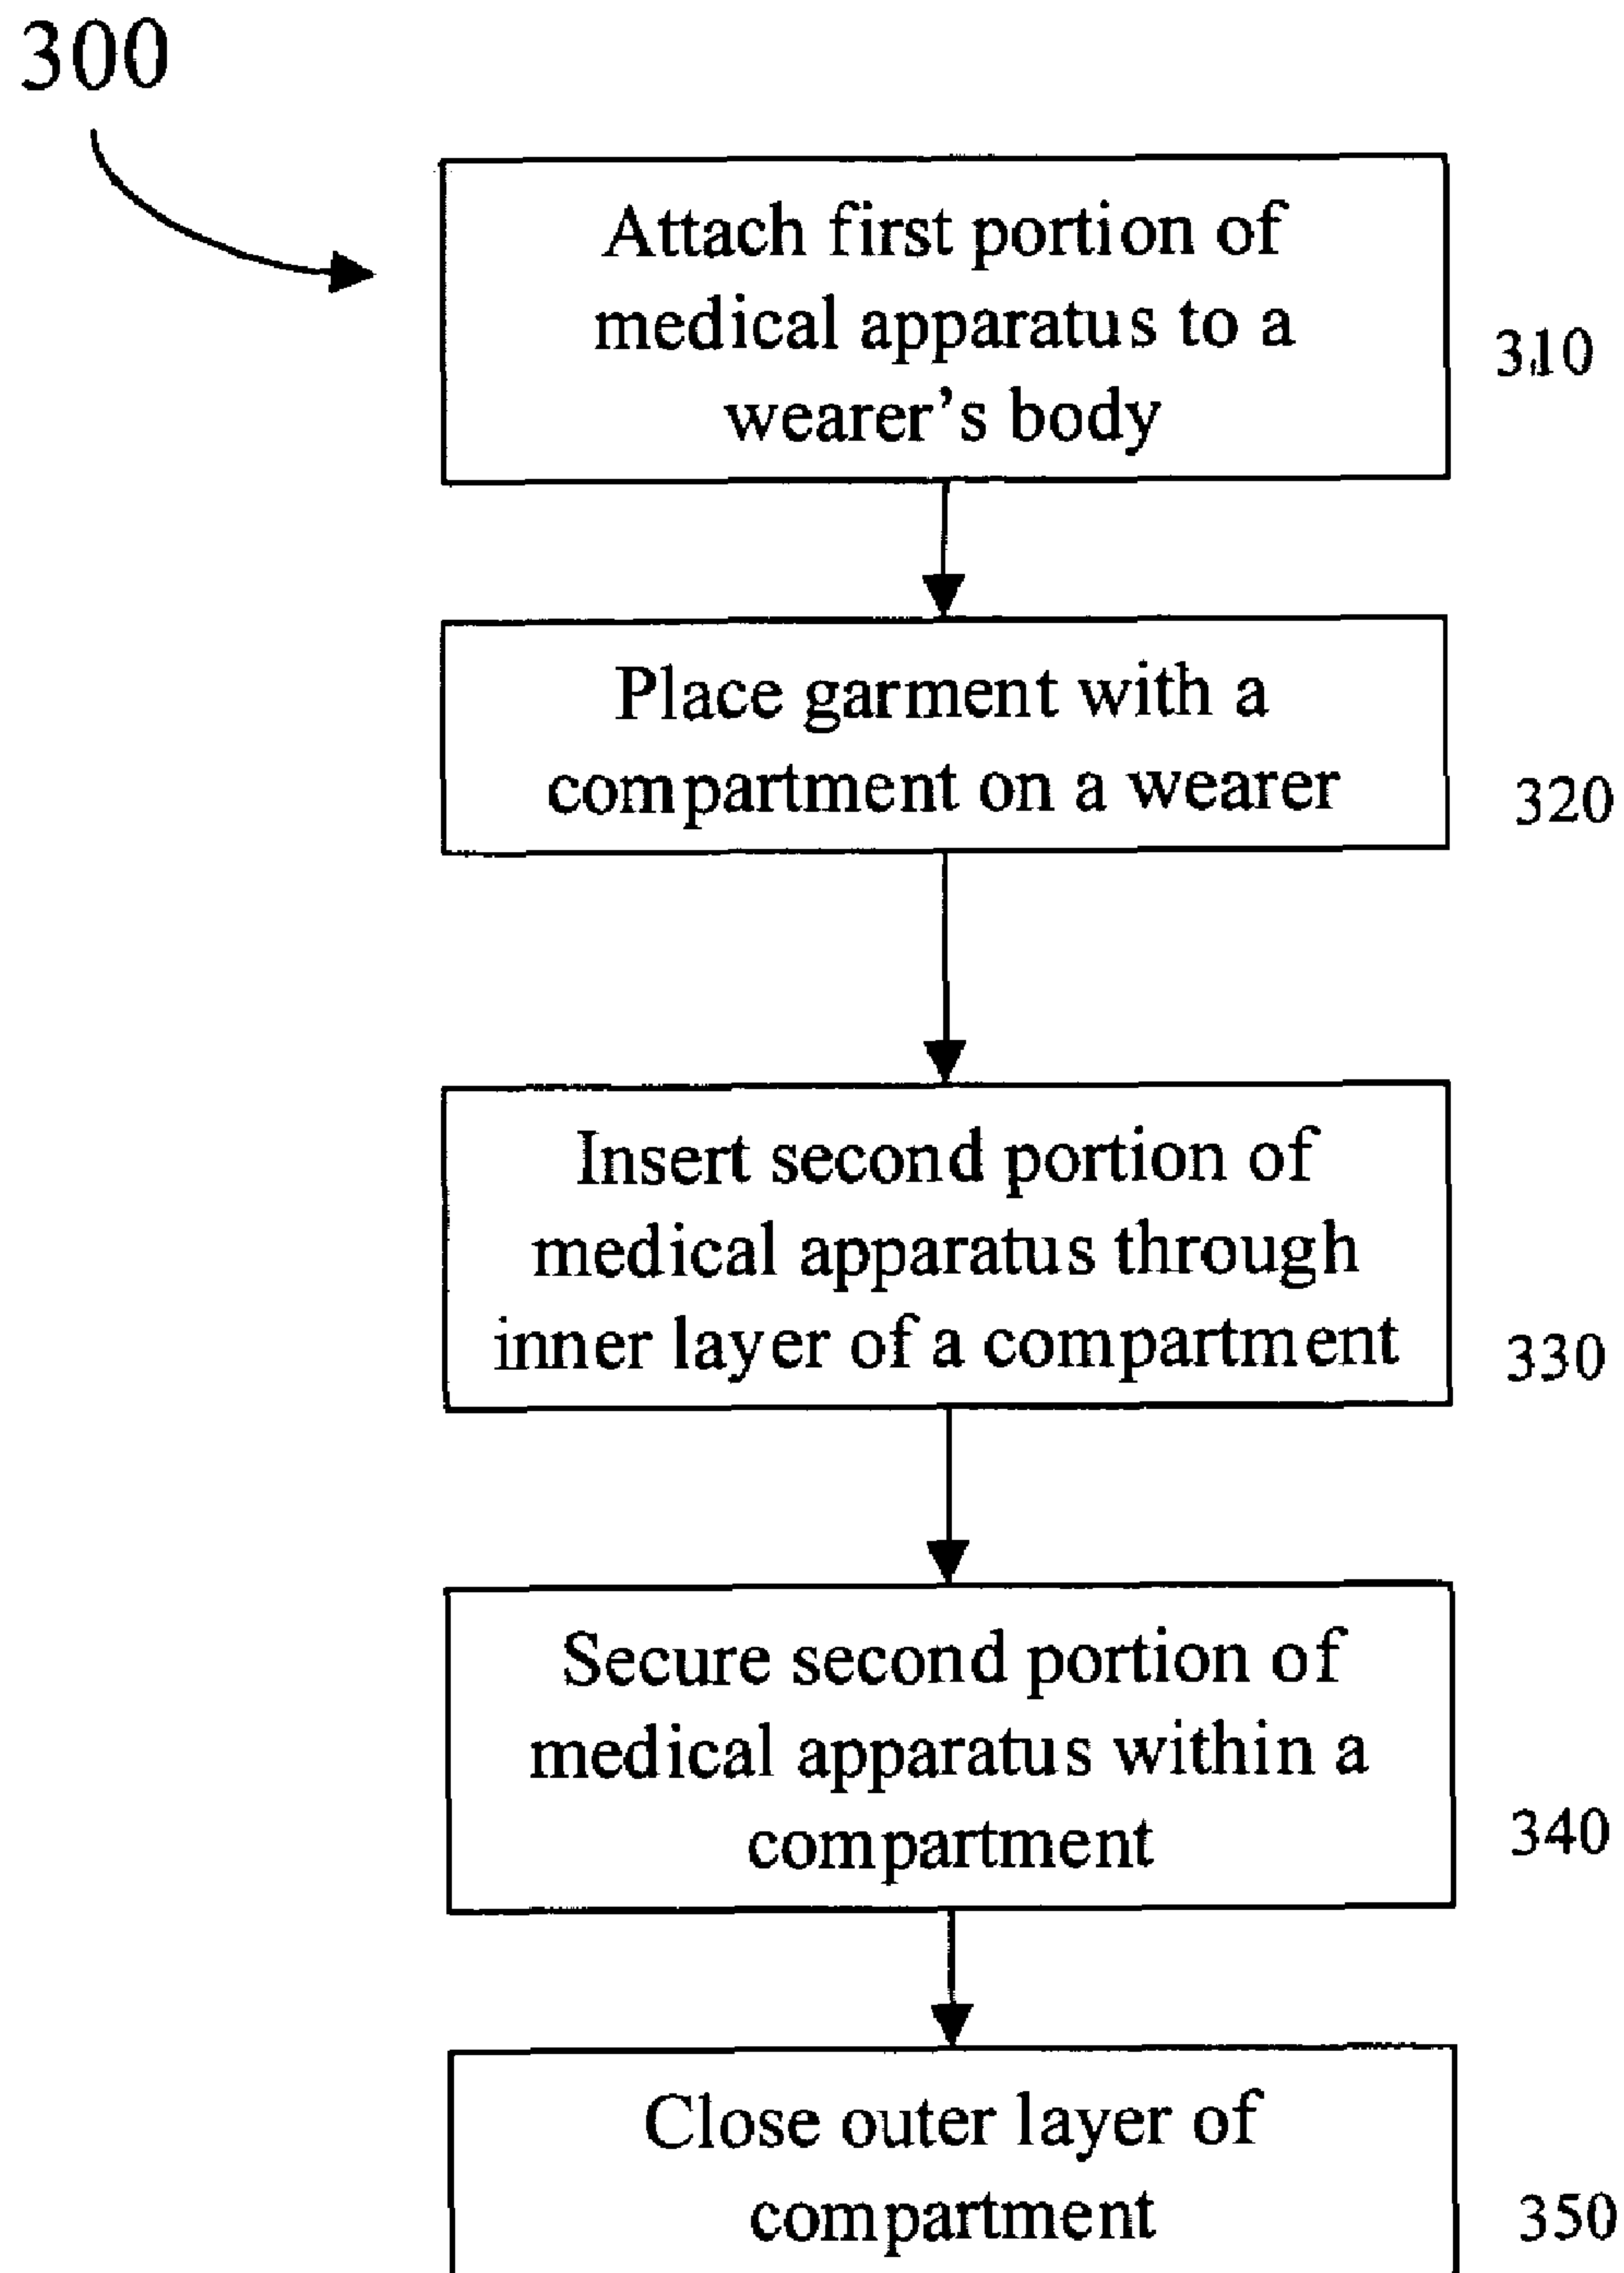 300
Attach first portion of
medical apparatus to a
wearer's body
310
Place garment with a
compartment on a wearer
320
Insert second portion of
medical apparatus through
inner layer of a compartment
330
Secure second portion of
medical apparatus within a
compartment
340
Close outer layer of
compartment
350